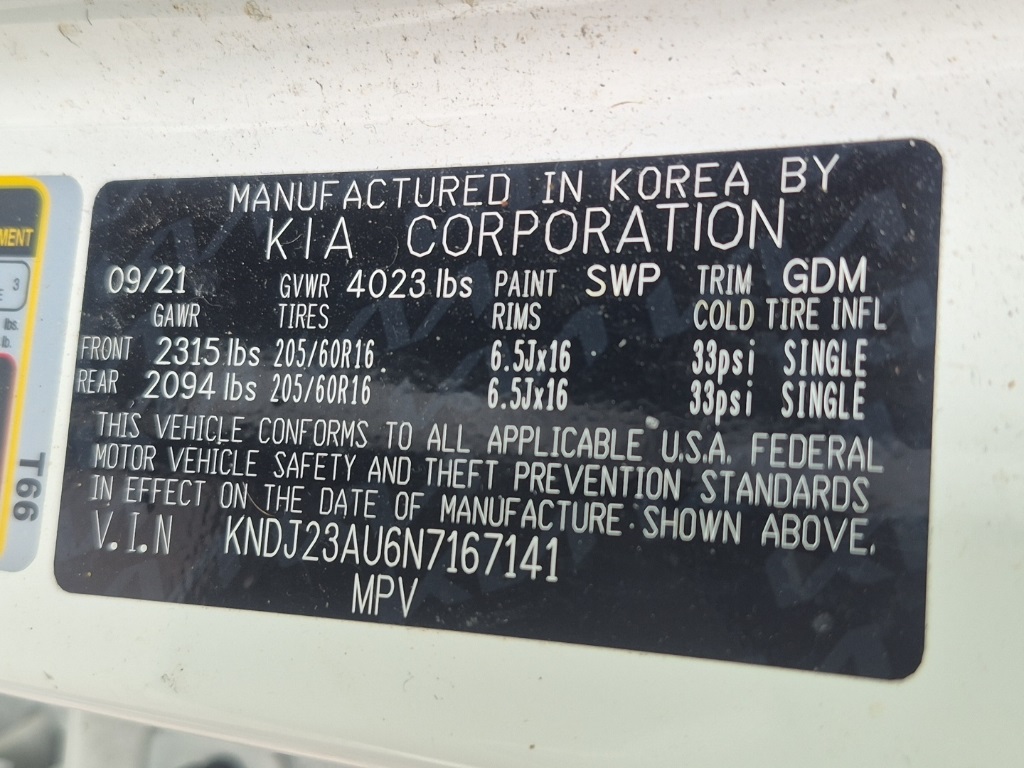 MANUFACTURED IN KOREA BY
KIA CORPORATION
09/21 GVWR 4023 lbs PAINT SWP TRIM GDM
GAWR TIRES RIMS COLD TIRE INFL
FRONT 2315 lbs 205/60R16 6.5Jx16 33psi SINGLE
REAR 2094 lbs 205/60R16 6.5Jx16 33psi SINGLE
THIS VEHICLE CONFORMS TO ALL APPLICABLE U.S.A. FEDERAL
MOTOR VEHICLE SAFETY AND THEFT PREVENTION STANDARDS
IN EFFECT ON THE DATE OF MANUFACTURE SHOWN ABOVE.
V.I.N KNDJ23AU6N7167141
MPV
MENT
3
lbs.
T66